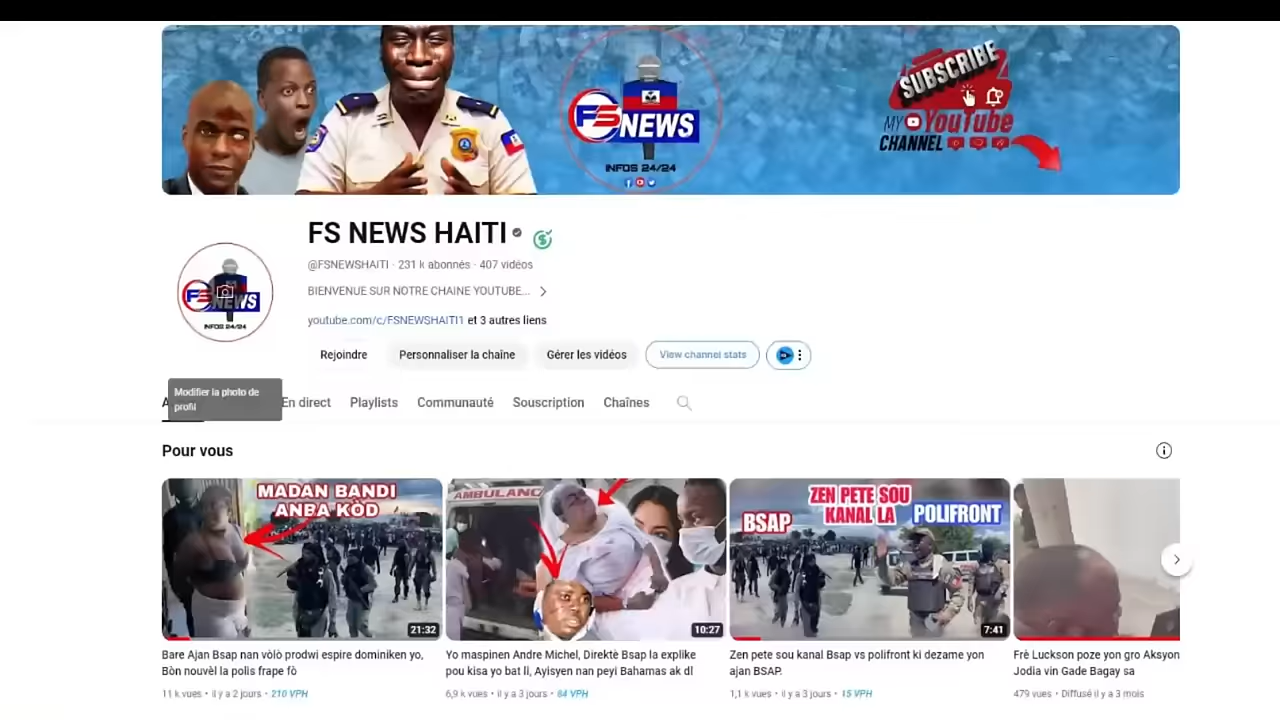 SUBSCRIBE
MY YouTube
CHANNEL
FS NEWS
INFOS 24/24
FS NEWS HAITI
@FSNEWSHAITI · 231 k abonnés · 407 vidéos
BIENVENUE SUR NOTRE CHAINE YOUTUBE...
youtube.com/c/FSNEWSHAITI1 et 3 autres liens
FS NEWS
INFOS 24/24
Rejoindre Personnaliser la chaîne Gérer les vidéos View channel stats
Modifier la photo de
profil
A En direct Playlists Communauté Souscription Chaînes
Pour vous
MADAN BANDI
ANBA KÒD
21:32
AMBULANC
10:27
ZEN PETE SOU
KANAL LA
BSAP
POLIFRONT
7:41
Bare Ajan Bsap nan vòlò prodwi espire dominiken yo,
Bòn nouvèl la polis frape fò
11 k vues · il y a 2 jours · 210 VPH
Yo maspinen Andre Michel, Direktè Bsap la explike
pou kisa yo bat li, Ayisyen nan peyi Bahamas ak dl
6,9 k vues · il y a 3 jours · 84 VPH
Zen pete sou kanal Bsap vs polifront ki dezame yon
ajan BSAP.
1,1 k vues · il y a 3 jours · 15 VPH
Frè Luckson poze yon gro Aksyon
Jodia vin Gade Bagay sa
479 vues · Diffusé il y a 3 mois